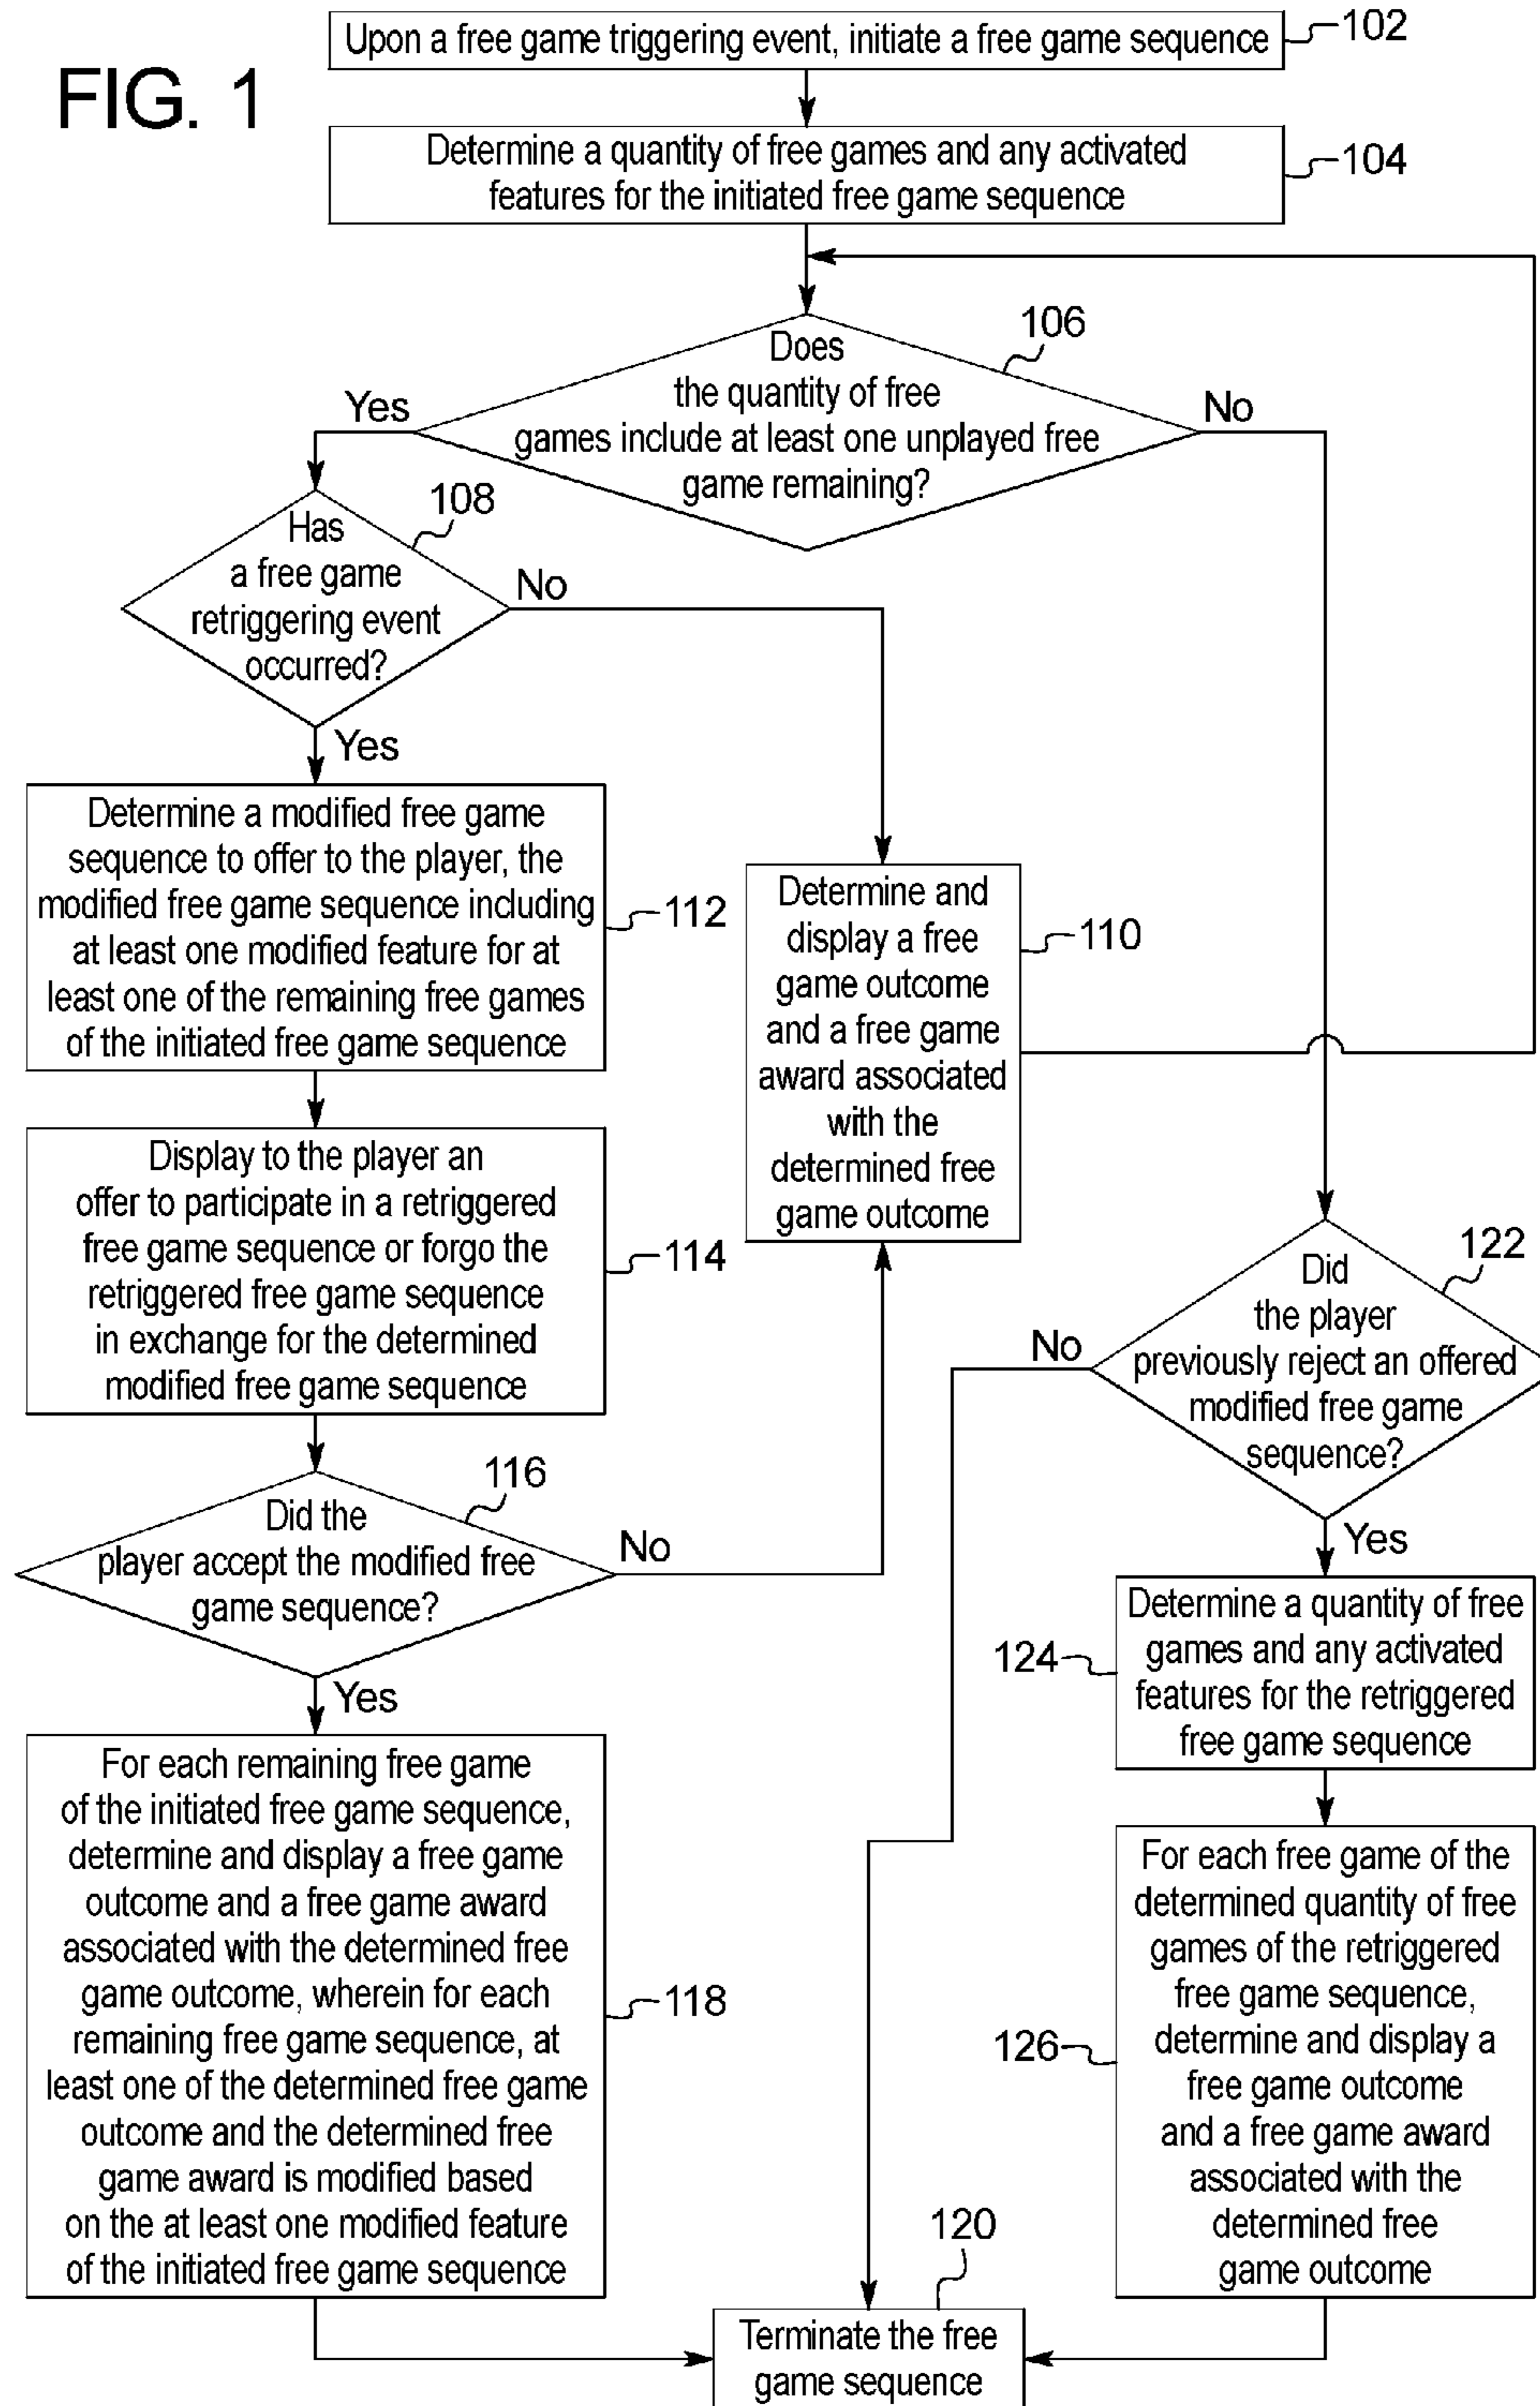 FIG. 1
Upon a free game triggering event, initiate a free game sequence
102
Determine a quantity of free games and any activated
features for the initiated free game sequence
104
Does
the quantity of free
games include at least one unplayed free
game remaining?
106
Yes
No
Has
a free game
retriggering event
occurred?
108
No
Yes
Determine a modified free game
sequence to offer to the player, the
modified free game sequence including
at least one modified feature for at
least one of the remaining free games
of the initiated free game sequence
112
Determine and
display a free
game outcome
and a free game
award associated
with the
determined free
game outcome
110
Display to the player an
offer to participate in a retriggered
free game sequence or forgo the
retriggered free game sequence
in exchange for the determined
modified free game sequence
114
Did
the player
previously reject an offered
modified free game
sequence?
122
No
Yes
Did the
player accept the modified free
game sequence?
116
No
Yes
Determine a quantity of free
games and any activated
features for the retriggered
free game sequence
124
For each remaining free game
of the initiated free game sequence,
determine and display a free game
outcome and a free game award
associated with the determined free
game outcome, wherein for each
remaining free game sequence, at
least one of the determined free game
outcome and the determined free
game award is modified based
on the at least one modified feature
of the initiated free game sequence
118
For each free game of the
determined quantity of free
games of the retriggered
free game sequence,
determine and display a
free game outcome
and a free game award
associated with the
determined free
game outcome
126
120
Terminate the free
game sequence